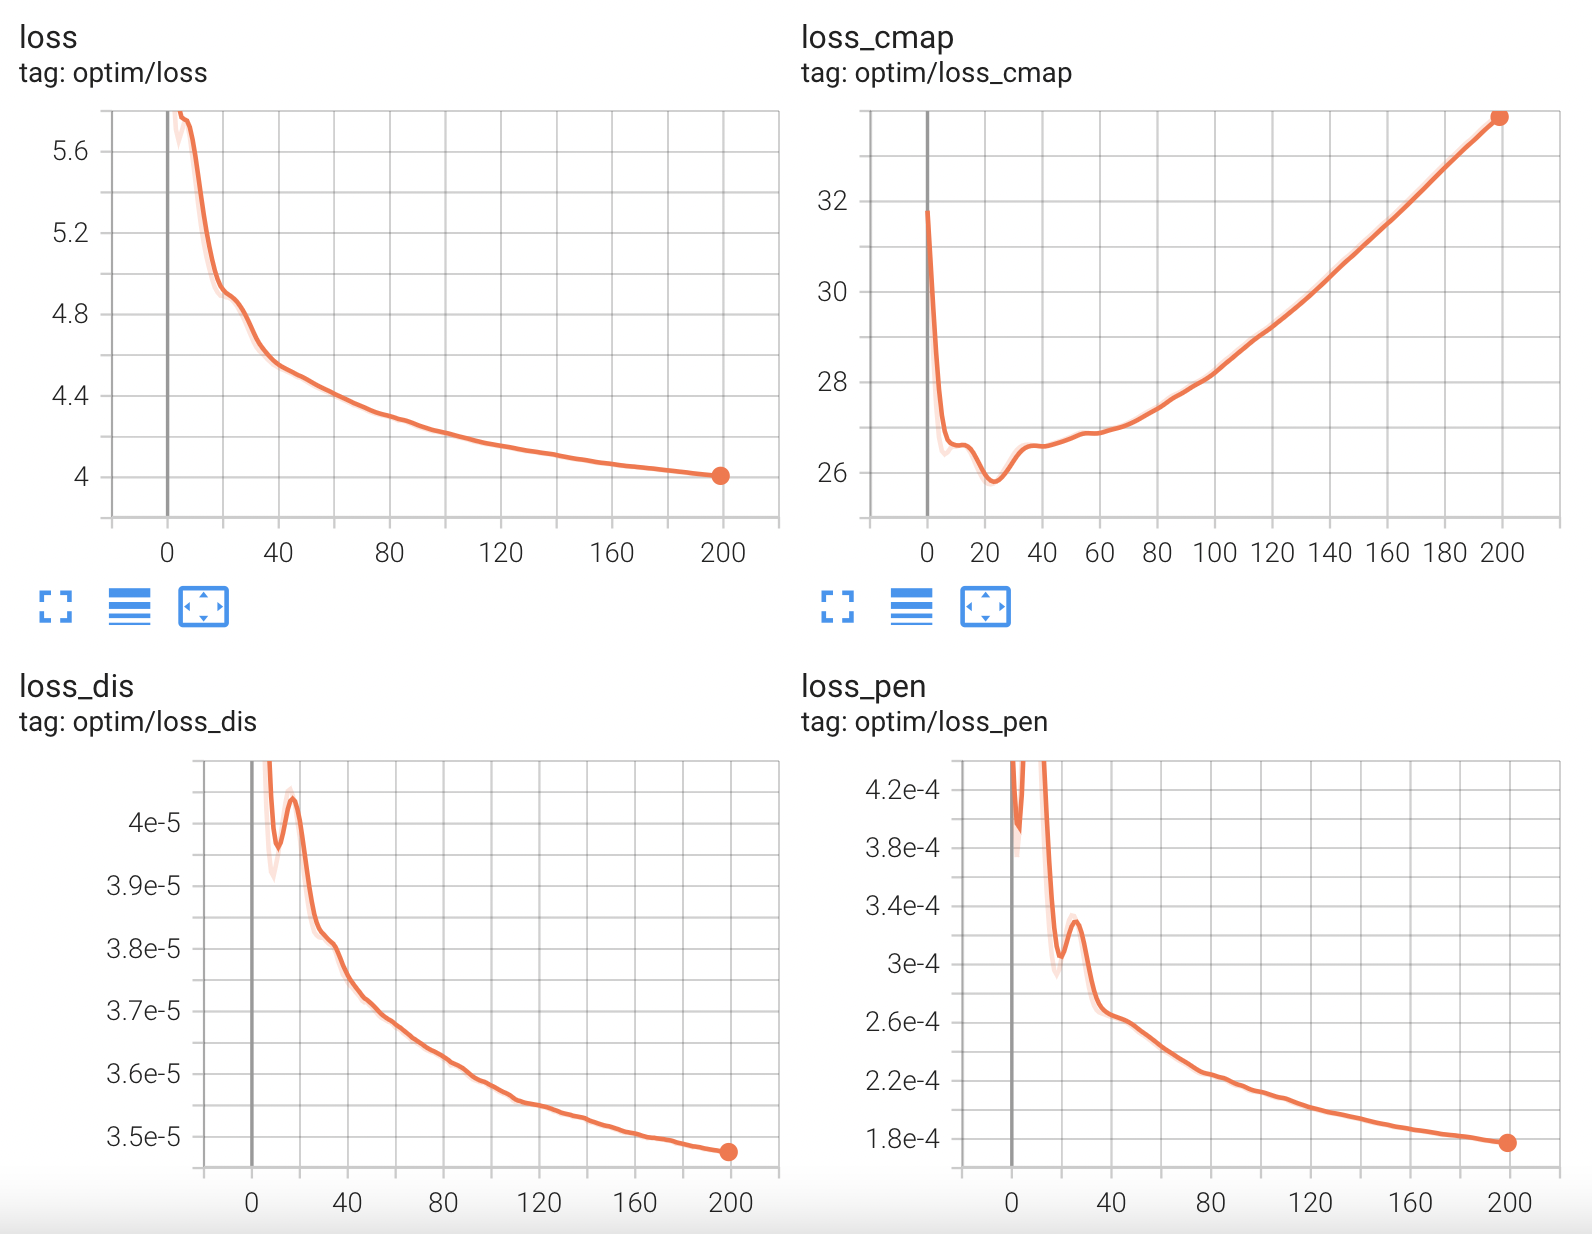 loss
tag: optim/loss
5.6
5.2
4.8
4.4
4
0 40 80 120 160 200
loss_cmap
tag: optim/loss_cmap
32
30
28
26
0 20 40 60 80 100 120 140 160 180 200
loss_dis
tag: optim/loss_dis
4e-5
3.9e-5
3.8e-5
3.7e-5
3.6e-5
3.5e-5
0 40 80 120 160 200
loss_pen
tag: optim/loss_pen
4.2e-4
3.8e-4
3.4e-4
3e-4
2.6e-4
2.2e-4
1.8e-4
0 40 80 120 160 200